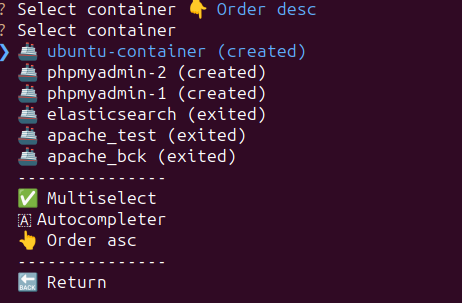 ? Select container 👇 Order desc
? Select container
❯ 🚢 ubuntu-container (created)
🚢 phpmyadmin-2 (created)
🚢 phpmyadmin-1 (created)
🚢 elasticsearch (exited)
🚢 apache_test (exited)
🚢 apache_bck (exited)
---------------
✅ Multiselect
🄰 Autocompleter
👆 Order asc
---------------
🔙 Return